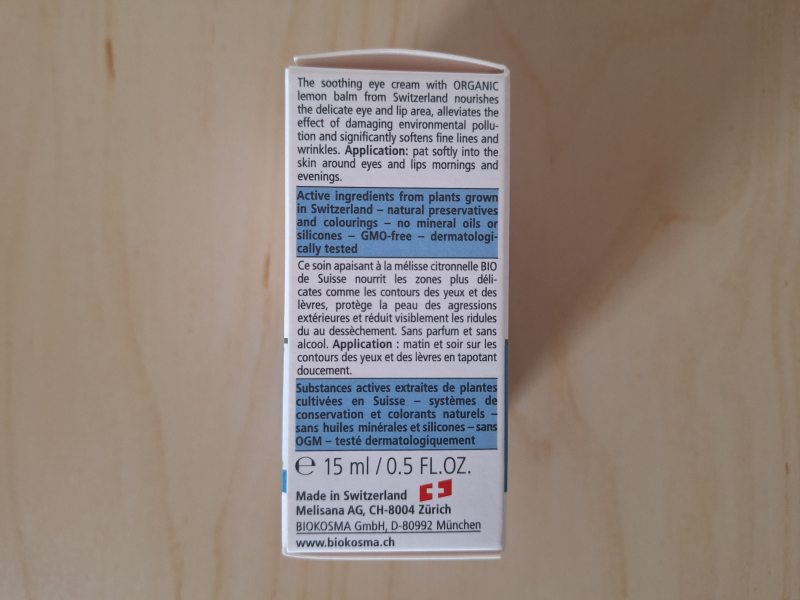 The soothing eye cream with ORGANIC
lemon balm from Switzerland nourishes
the delicate eye and lip area, alleviates the
effect of damaging environmental pollu-
tion and significantly softens fine lines and
wrinkles. Application: pat softly into the
skin around eyes and lips mornings and
evenings.
Active ingredients from plants grown
in Switzerland – natural preservatives
and colourings – no mineral oils or
silicones – GMO-free – dermatologi-
cally tested
Ce soin apaisant à la mélisse citronnelle BIO
de Suisse nourrit les zones plus déli-
cates comme les contours des yeux et des
lèvres, protège la peau des agressions
extérieures et réduit visiblement les ridules
du au dessèchement. Sans parfum et sans
alcool. Application : matin et soir sur les
contours des yeux et des lèvres en tapotant
doucement.
Substances actives extraites de plantes
cultivées en Suisse – systèmes de
conservation et colorants naturels –
sans huiles minérales et silicones – sans
OGM – testé dermatologiquement
℮ 15 ml / 0.5 FL.OZ.
Made in Switzerland
Melisana AG, CH-8004 Zürich
BIOKOSMA GmbH, D-80992 München
www.biokosma.ch